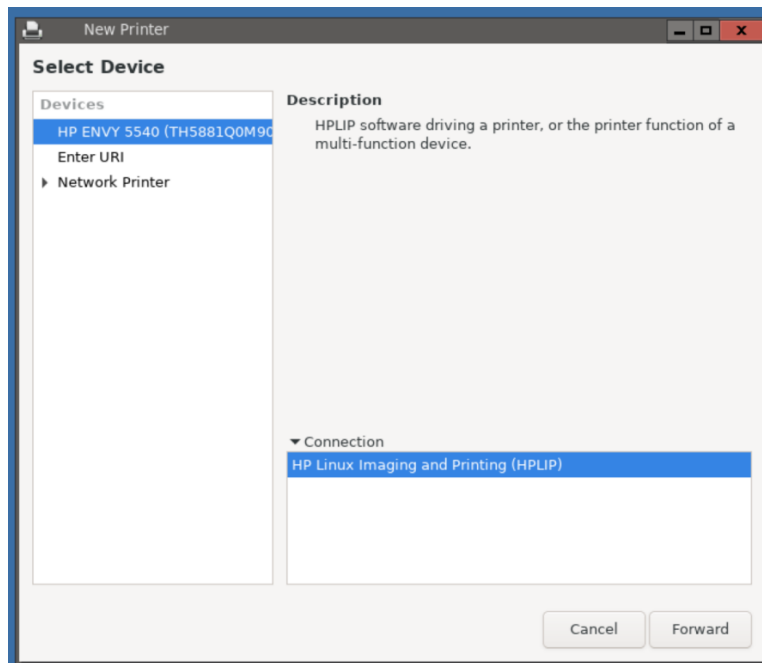 New Printer
Select Device
Devices
HP ENVY 5540 (TH5881Q0M90
Enter URI
Network Printer
Description
HPLIP software driving a printer, or the printer function of a
multi-function device.
Connection
HP Linux Imaging and Printing (HPLIP)
Cancel
Forward